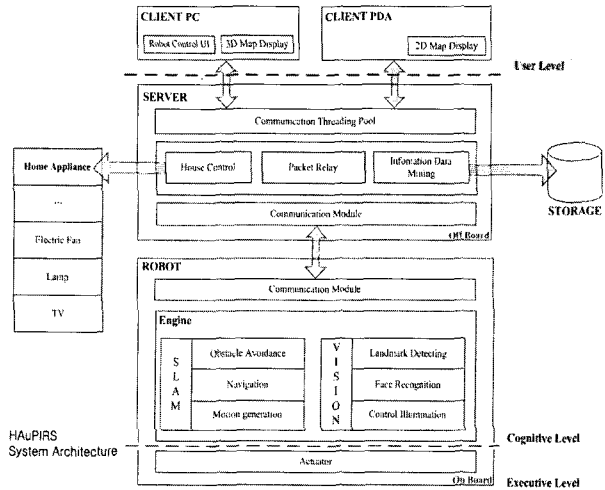 CLIENT PC
Robot Control UI
3D Map Display
CLIENT PDA
2D Map Display
User Level
SERVER
Communication Threading Pool
House Control
Packet Relay
Infomation Data
Mining
Communication Module
Off Board
Home Appliance
...
Electric Fan
Lamp
TV
STORAGE
ROBOT
Communication Module
Engine
SLAM
Obstacle Avoidance
Navigation
Motion generation
VISION
Landmark Detecting
Face Recognition
Control Illumination
HAuPIRS
System Architecture
Cognitive Level
Actuator
On Board
Executive Level